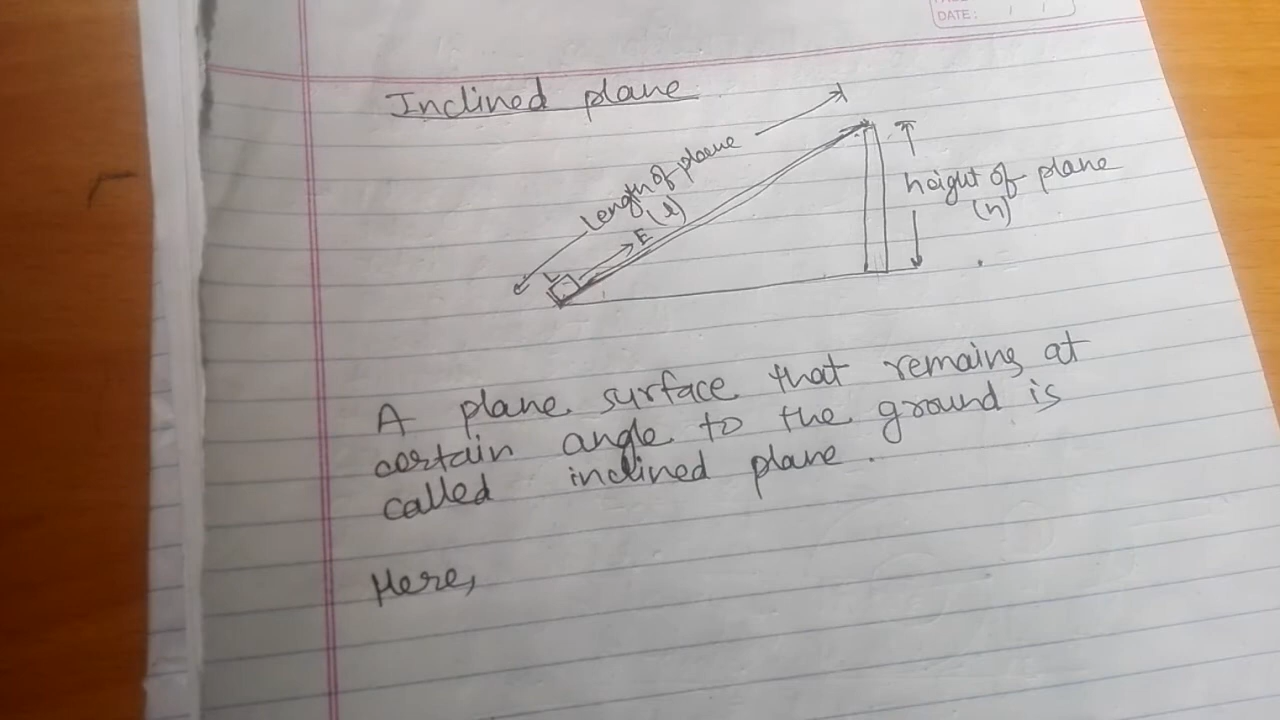 DATE: / /
Inclined plane
length of plane
(l)
E
L
height of plane
(h)
A plane surface that remains at
certain angle to the ground is
called inclined plane.
Here,